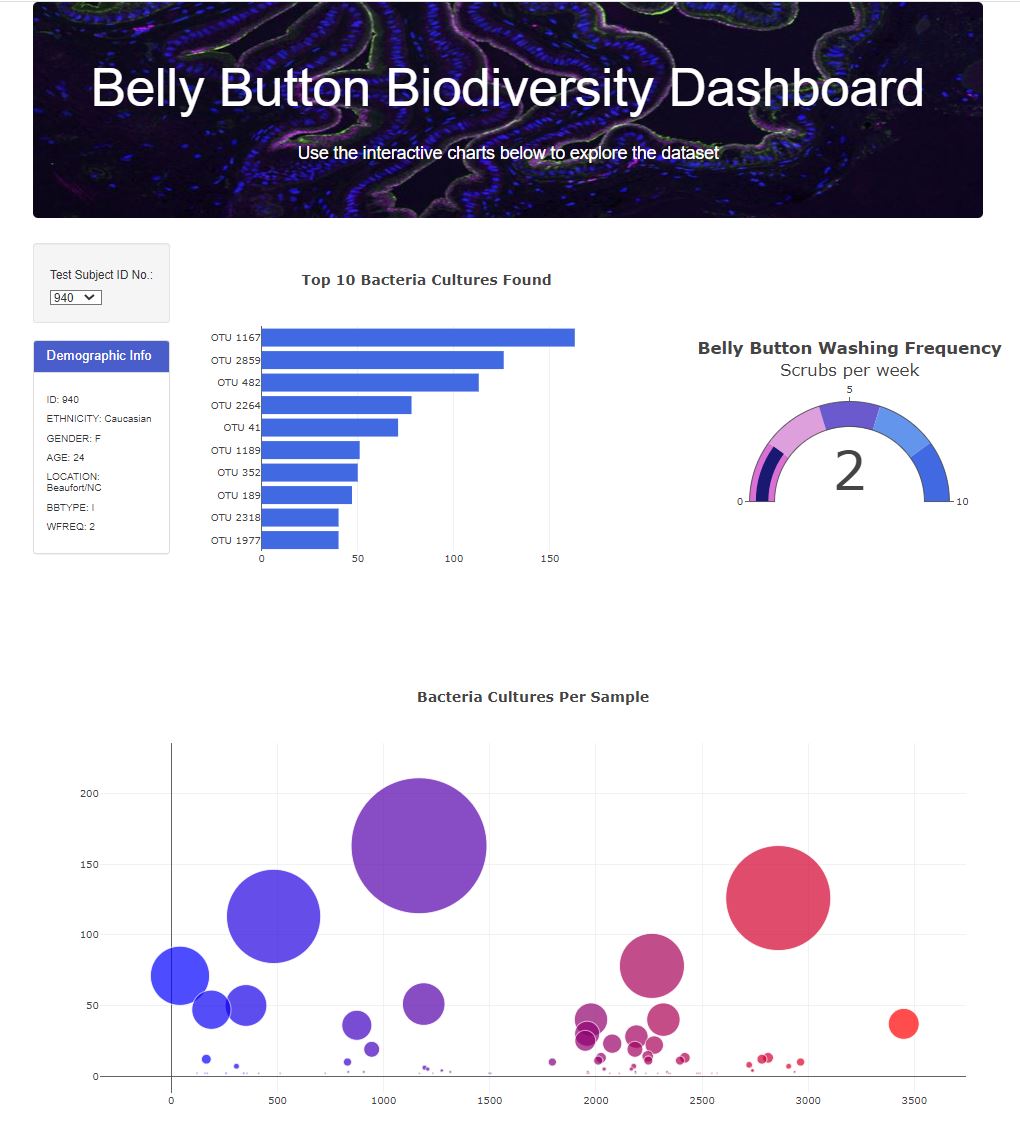 Belly Button Biodiversity Dashboard
Use the interactive charts below to explore the dataset
Test Subject ID No.:
940
Demographic Info
ID: 940
ETHNICITY: Caucasian
GENDER: F
AGE: 24
LOCATION:
Beaufort/NC
BBTYPE: I
WFREQ: 2
Top 10 Bacteria Cultures Found
OTU 1167
OTU 2859
OTU 482
OTU 2264
OTU 41
OTU 1189
OTU 352
OTU 189
OTU 2318
OTU 1977
0 50 100 150
Belly Button Washing Frequency
Scrubs per week
5
2
0 10
Bacteria Cultures Per Sample
200
150
100
50
0
0 500 1000 1500 2000 2500 3000 3500